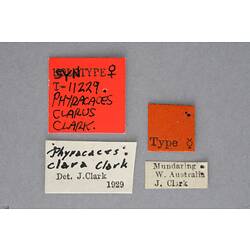 SYNTYPE ♀
T-11229.
PHYRACACES
CLARUS
CLARK.
Type ☿
Phyracaces.
clara Clark
Det. J. Clark
1929
Mundaring
W. Australia
J. Clark